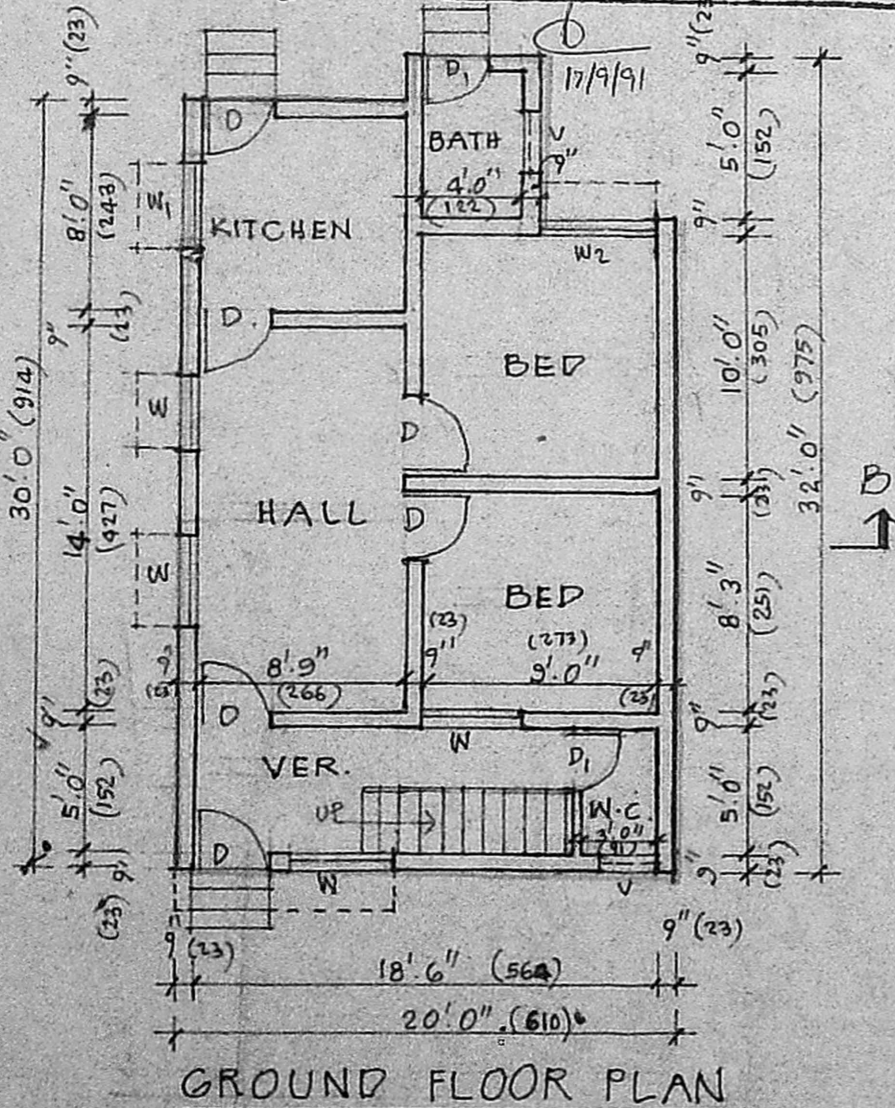 9" (23)
D1
17/9/91
9" (23
D
BATH
V
9"
5'.0"
(152)
8'.0"
(243)
W1
4'.0"
(122)
KITCHEN
9"
W2
9"
(23)
D.
30'.0" (914)
BED
10'.0"
(305)
32'.0" (975)
W
D
14'.0"
(427)
HALL
D
9"
(23)
B
W
BED
8'.3"
(251)
(23)
9"
(273)
9'.0"
9"
(23)
8'.9"
(266)
9"
9"
(23)
D
W
9"
(23)
5'.0"
(152)
VER.
D1
5'.0"
(152)
UP
W.C.
3'.0"
(91)
D
W
V
9"
(23)
9"
(23)
9" (23)
9" (23)
18'.6" (564)
20'.0". (610)
GROUND FLOOR PLAN